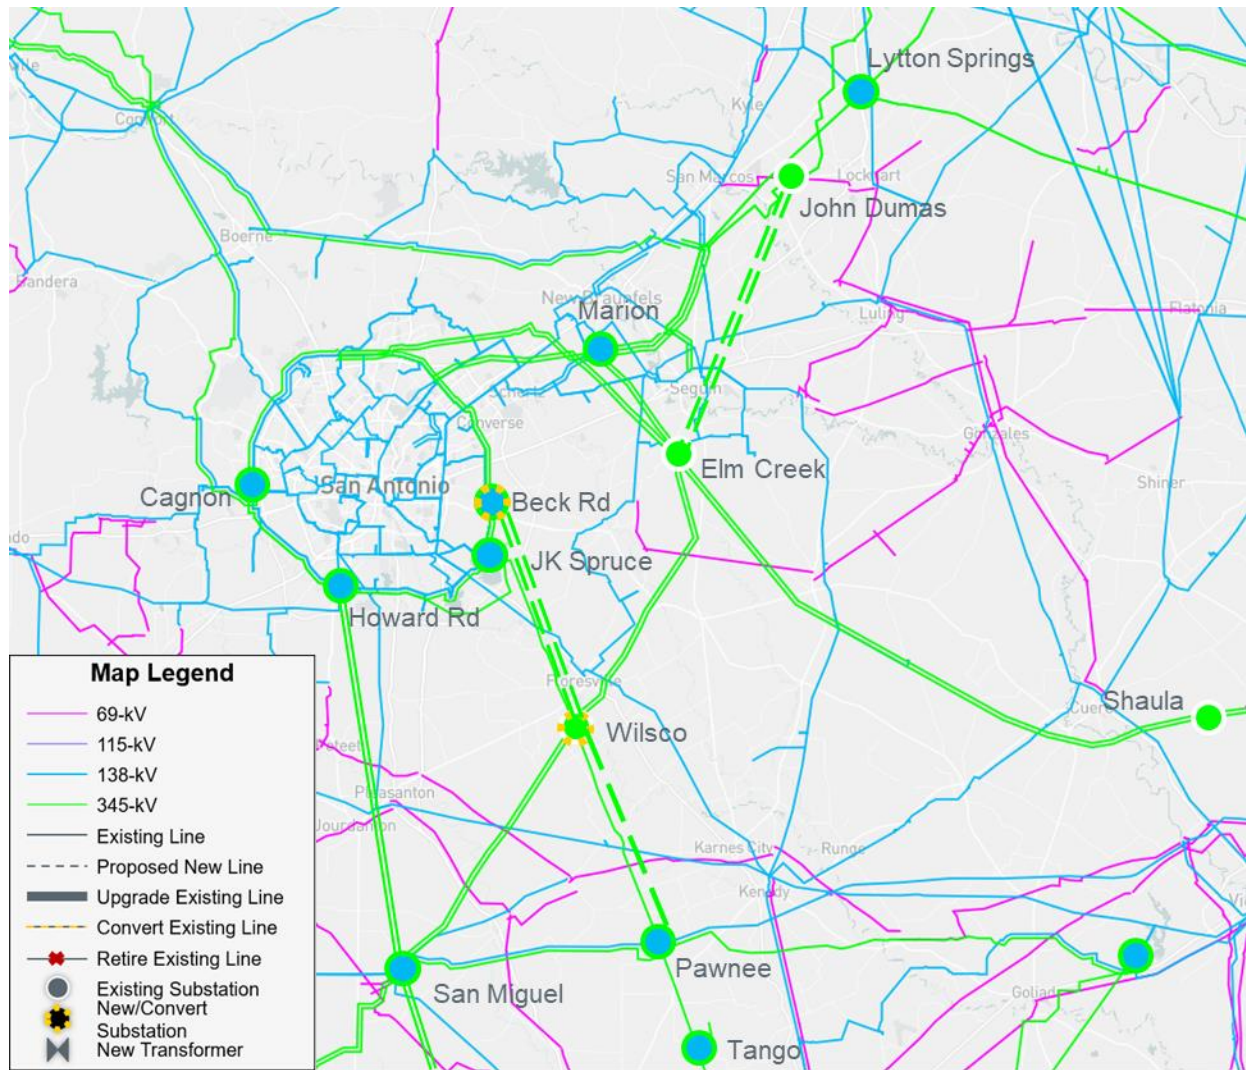 Lytton Springs
Kyle
Comfort
San Marcos
Lockhart
John Dumas
Boerne
Bandera
New Braunfels
Marion
Luling
Flatonia
Schertz
Seguin
Converse
Gonzales
Elm Creek
Cagnon
San Antonio
Beck Rd
Shiner
JK Spruce
Howard Rd
Floresville
Cuero
Shaula
Wilsco
Poteet
Pleasanton
Jourdanton
Karnes City
Runge
Kenedy
Pawnee
San Miguel
Goliad
Tango
Map Legend
69-kV
115-kV
138-kV
345-kV
Existing Line
Proposed New Line
Upgrade Existing Line
Convert Existing Line
Retire Existing Line
Existing Substation
New/Convert
Substation
New Transformer